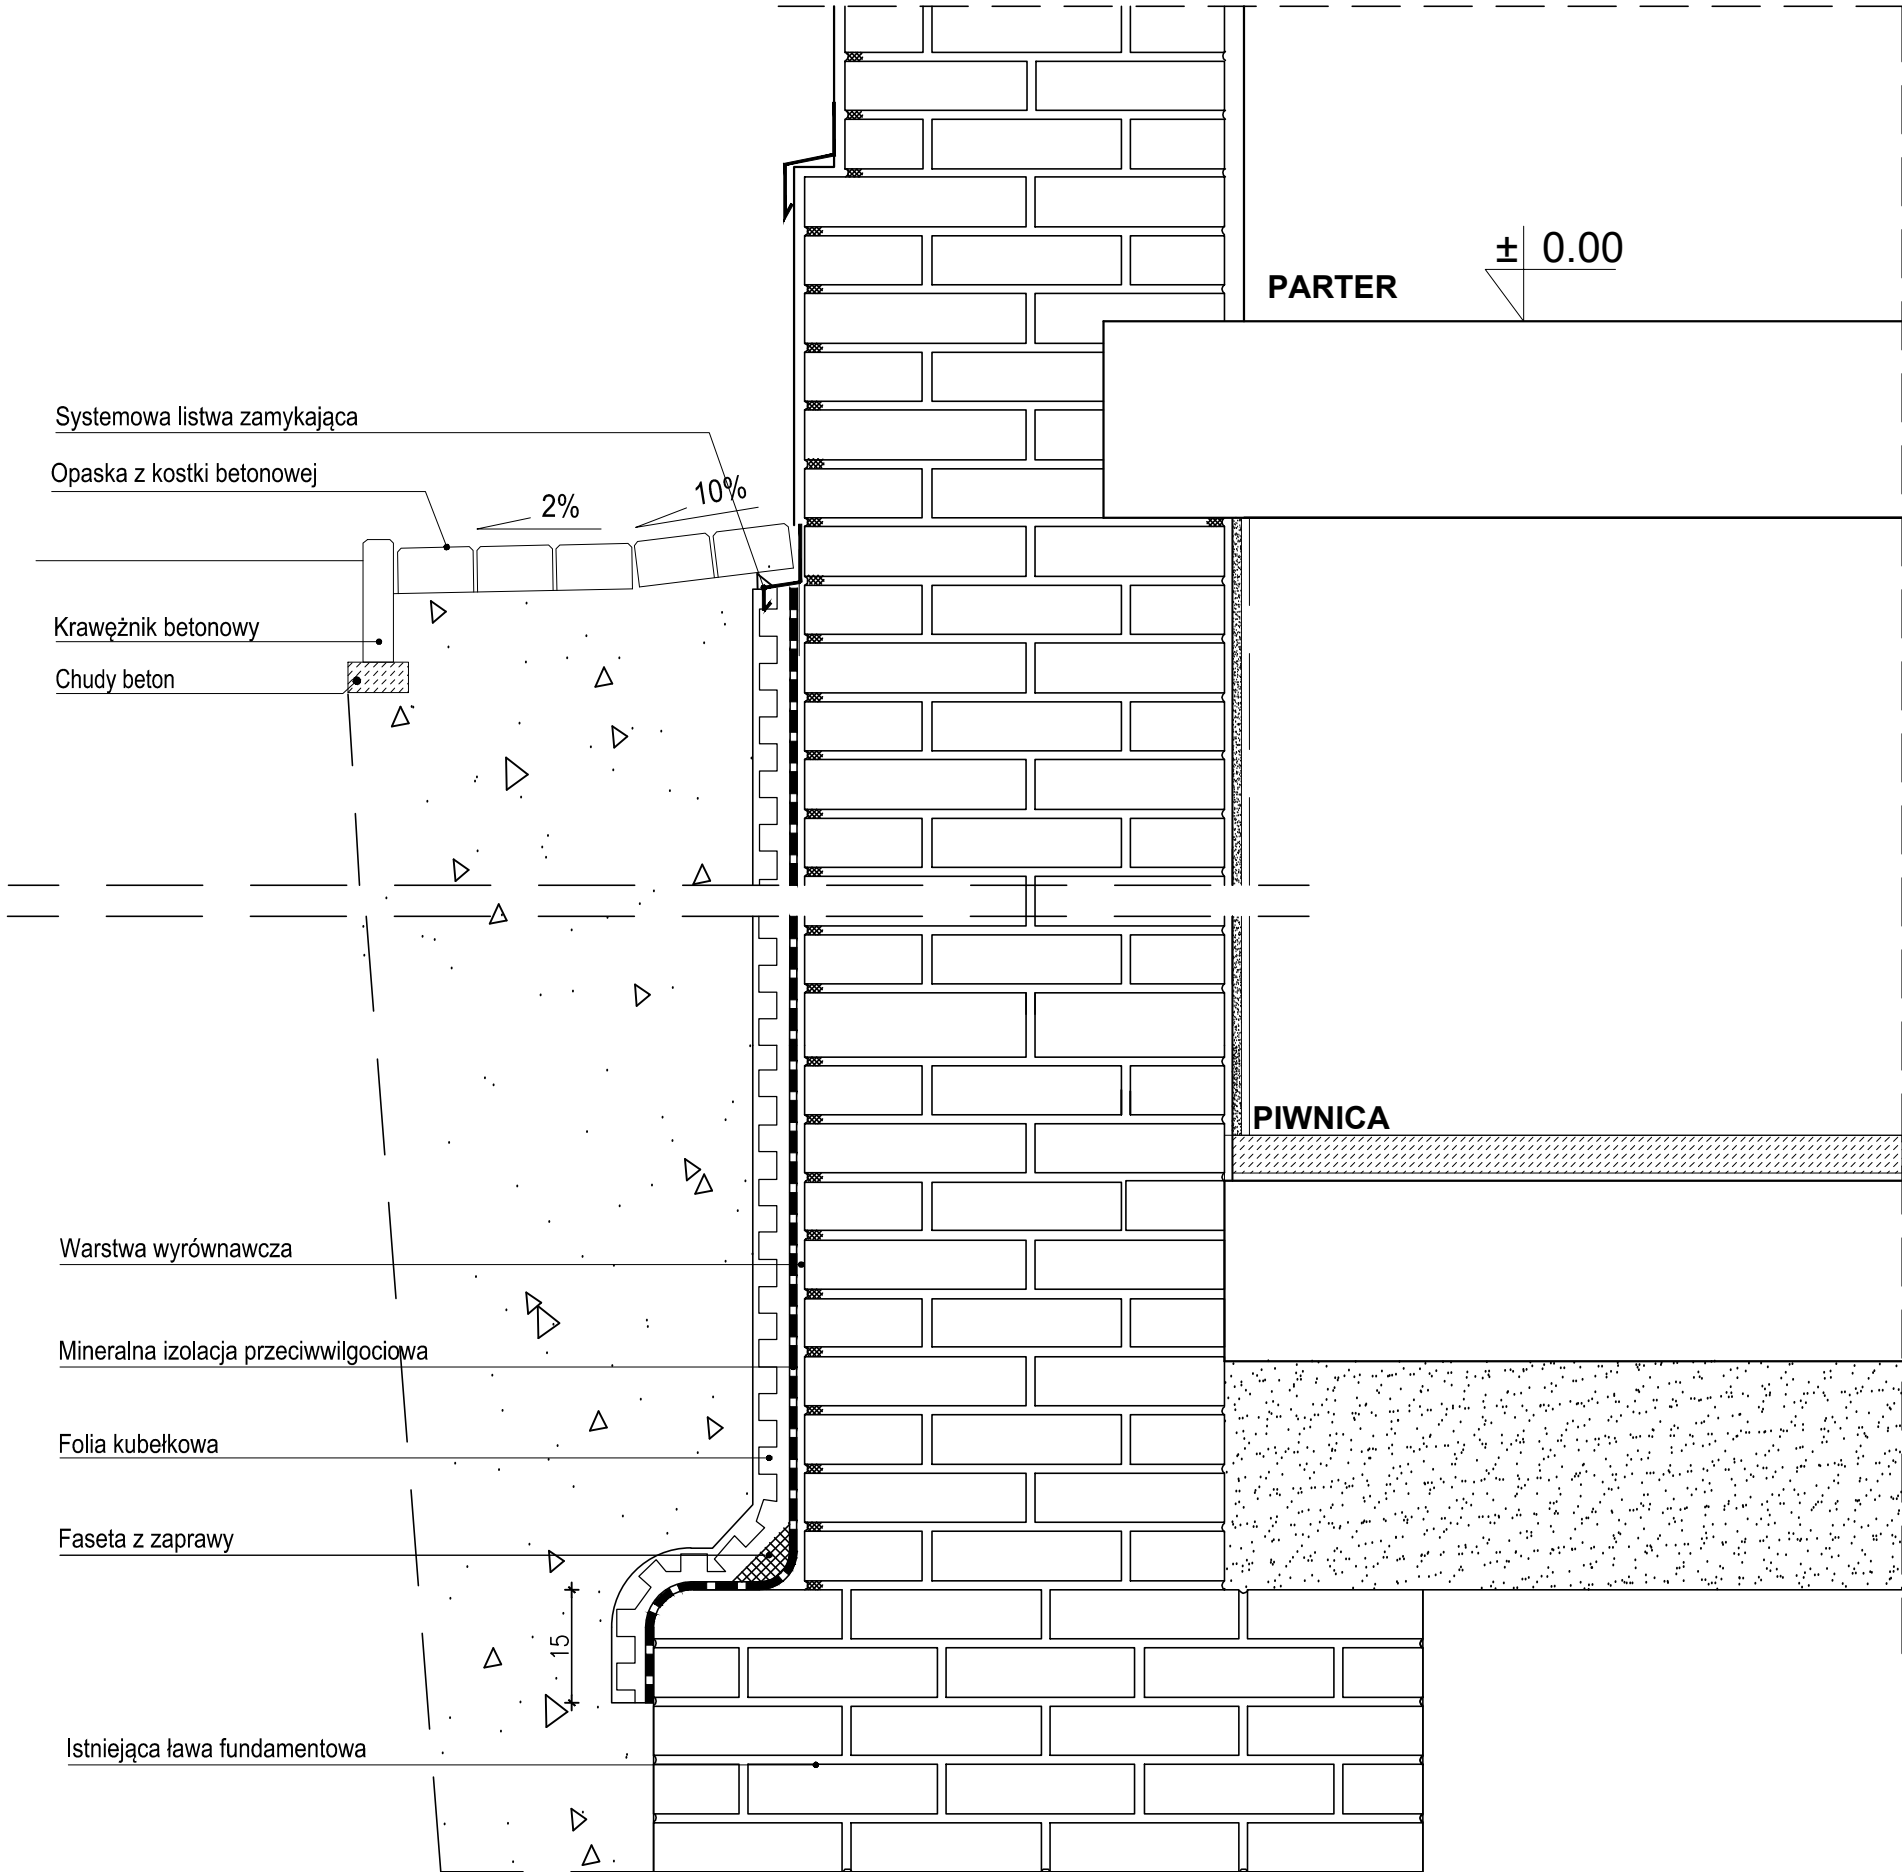 ± 0.00
PARTER
Systemowa listwa zamykająca
Opaska z kostki betonowej
2%
10%
Krawężnik betonowy
Chudy beton
PIWNICA
Warstwa wyrównawcza
Mineralna izolacja przeciwwilgociowa
Folia kubełkowa
Faseta z zaprawy
15
Istniejąca ława fundamentowa